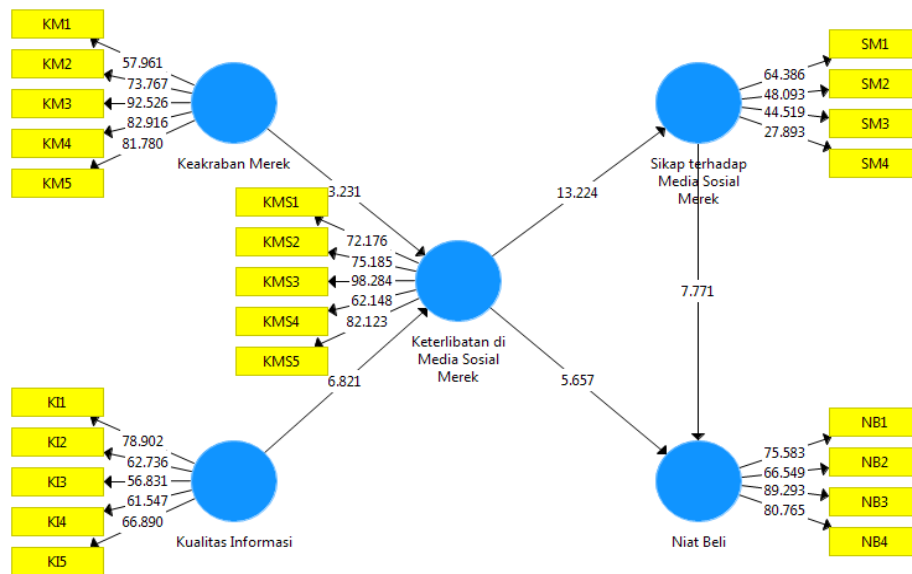 KM1
KM2
KM3
KM4
KM5
57.961
73.767
92.526
82.916
81.780
Keakraban Merek
3.231
KMS1
KMS2
KMS3
KMS4
KMS5
72.176
75.185
98.284
62.148
82.123
Keterlibatan di
Media Sosial
Merek
6.821
KI1
KI2
KI3
KI4
KI5
78.902
62.736
56.831
61.547
66.890
Kualitas Informasi
13.224
5.657
SM1
SM2
SM3
SM4
64.386
48.093
44.519
27.893
Sikap terhadap
Media Sosial
Merek
7.771
NB1
NB2
NB3
NB4
75.583
66.549
89.293
80.765
Niat Beli